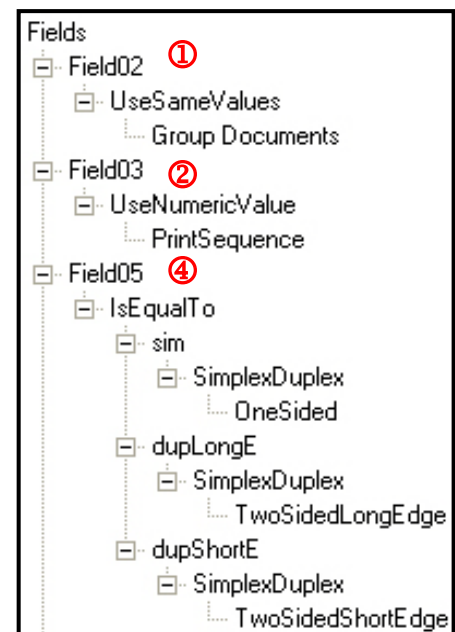 Fields
Field02 ①
UseSameValues
Group Documents
Field03 ②
UseNumericValue
PrintSequence
Field05 ④
IsEqualTo
sim
SimplexDuplex
OneSided
dupLongE
SimplexDuplex
TwoSidedLongEdge
dupShortE
SimplexDuplex
TwoSidedShortEdge